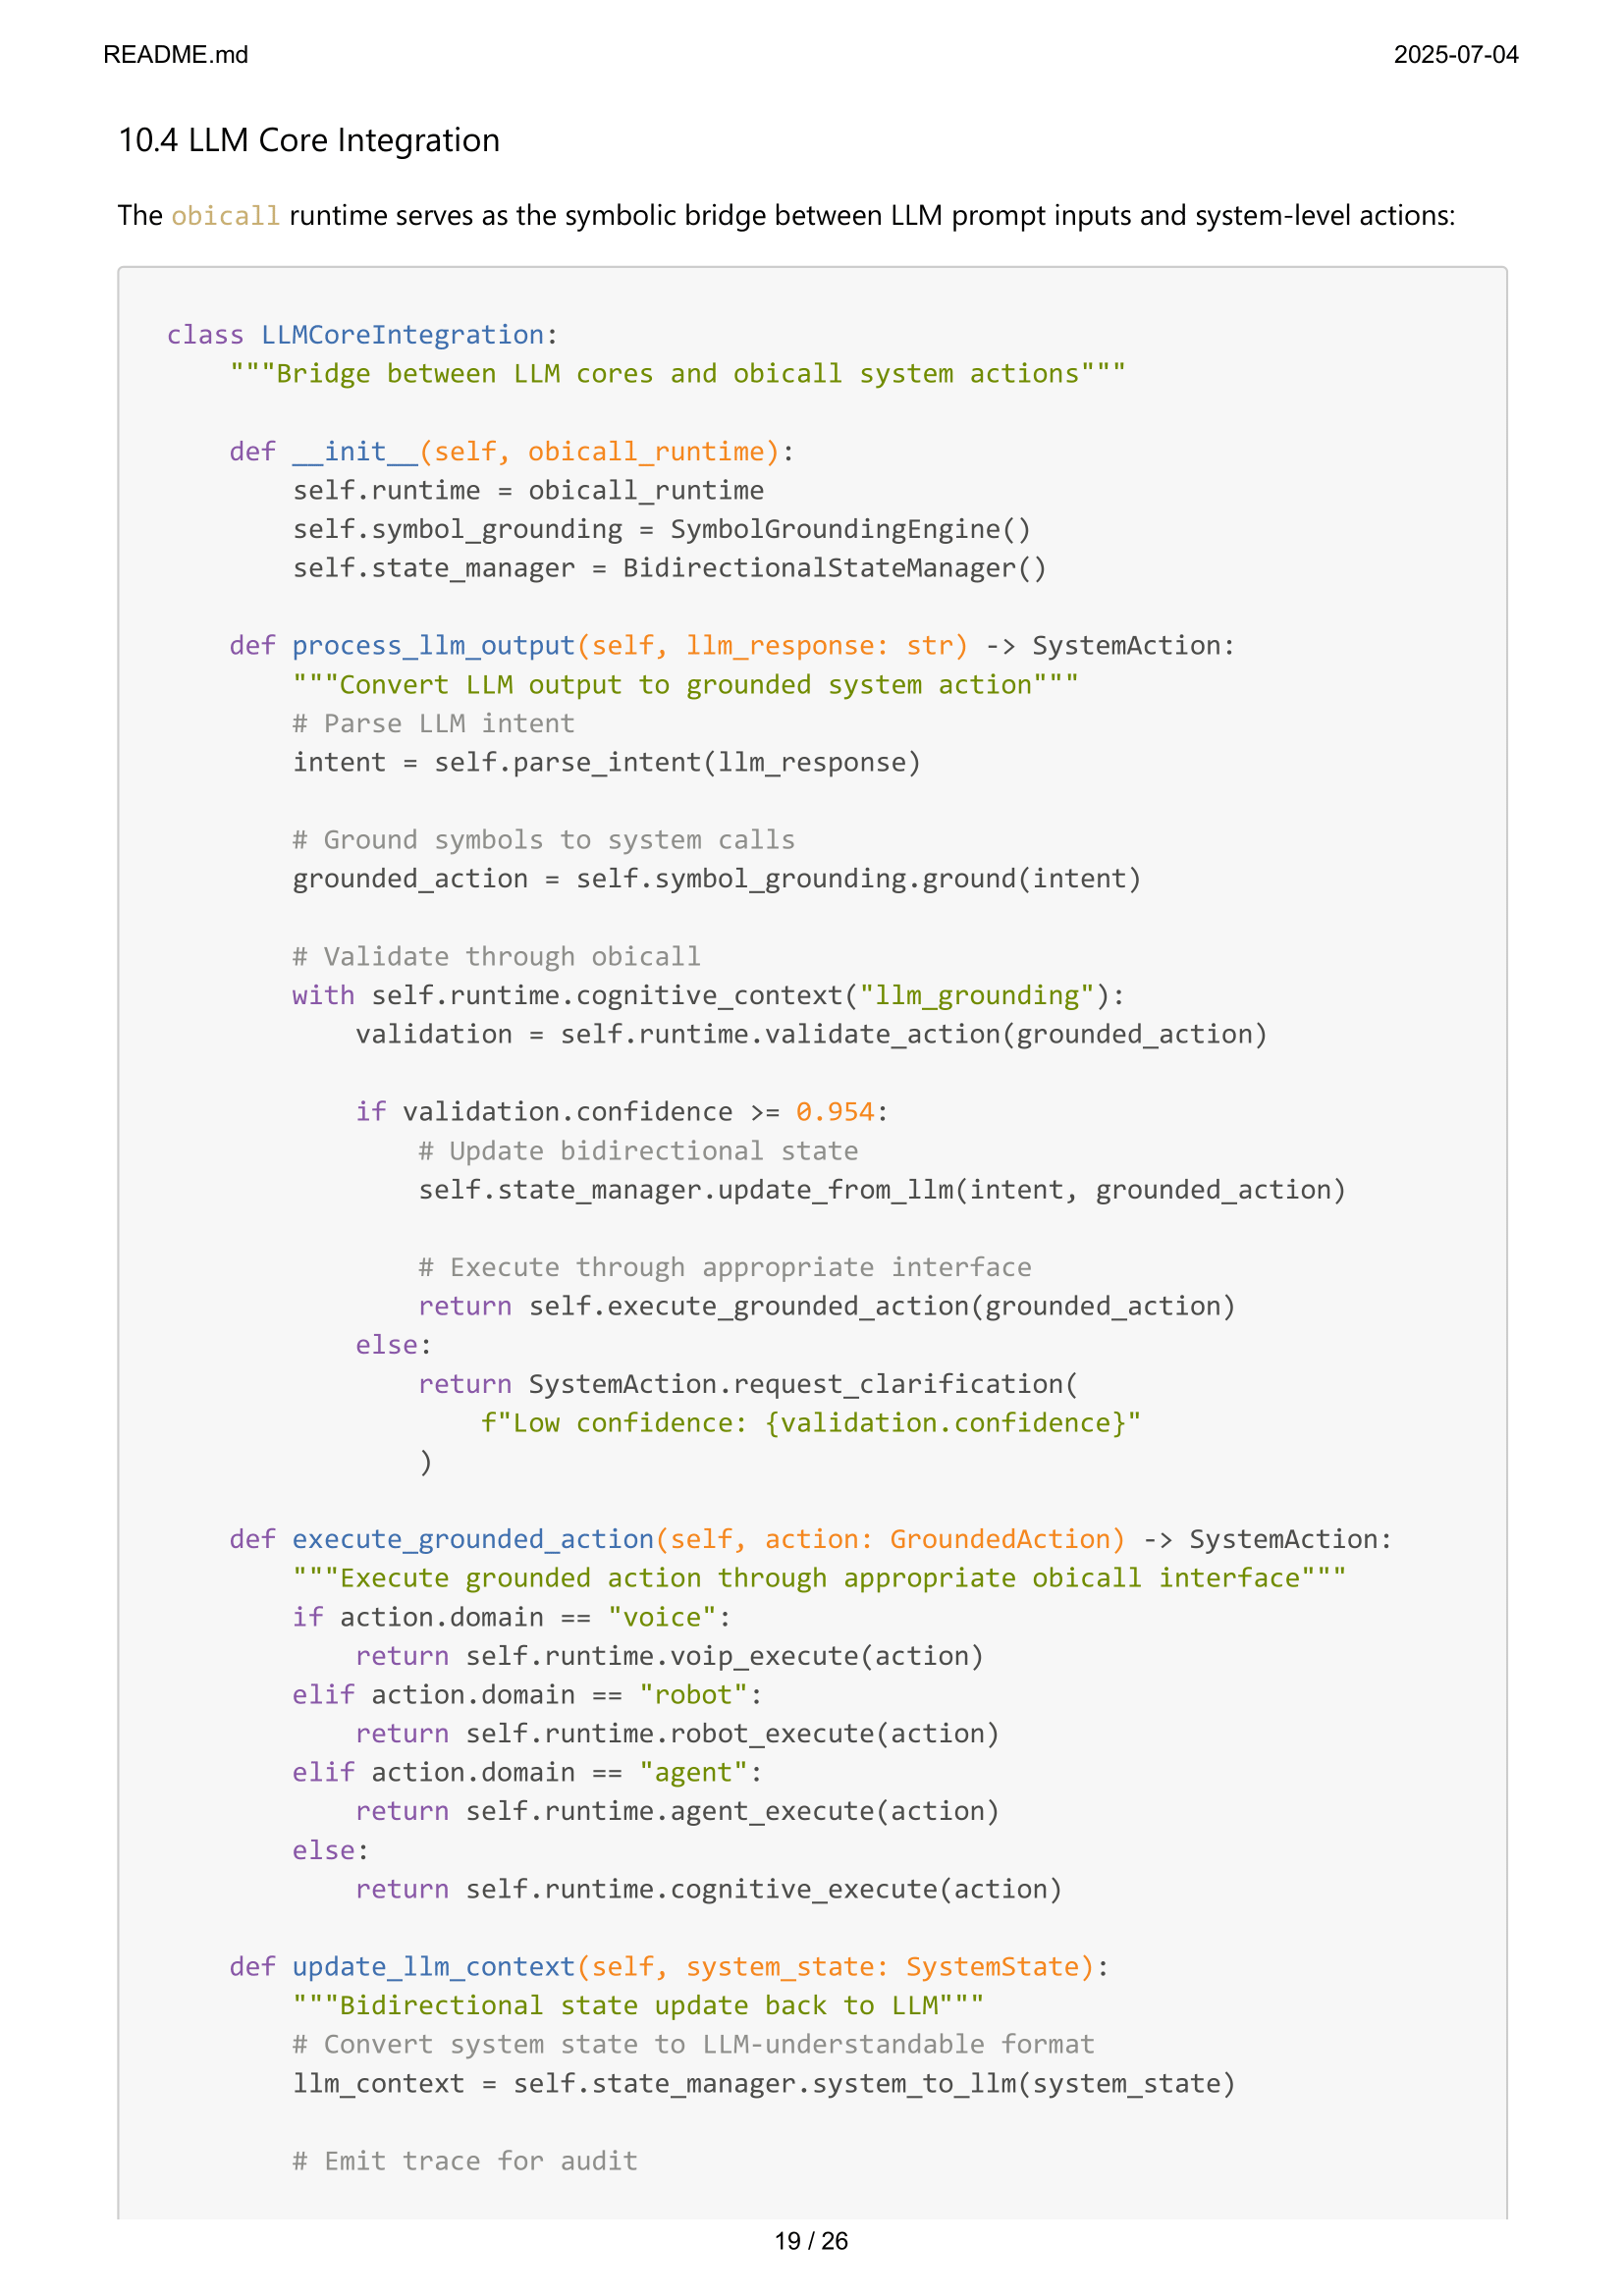 README.md
2025-07-04
10.4 LLM Core Integration
The obicall runtime serves as the symbolic bridge between LLM prompt inputs and system-level actions:
class LLMCoreIntegration:
    """Bridge between LLM cores and obicall system actions"""

    def __init__(self, obicall_runtime):
        self.runtime = obicall_runtime
        self.symbol_grounding = SymbolGroundingEngine()
        self.state_manager = BidirectionalStateManager()

    def process_llm_output(self, llm_response: str) -> SystemAction:
        """Convert LLM output to grounded system action"""
        # Parse LLM intent
        intent = self.parse_intent(llm_response)

        # Ground symbols to system calls
        grounded_action = self.symbol_grounding.ground(intent)

        # Validate through obicall
        with self.runtime.cognitive_context("llm_grounding"):
            validation = self.runtime.validate_action(grounded_action)

            if validation.confidence >= 0.954:
                # Update bidirectional state
                self.state_manager.update_from_llm(intent, grounded_action)

                # Execute through appropriate interface
                return self.execute_grounded_action(grounded_action)
            else:
                return SystemAction.request_clarification(
                    f"Low confidence: {validation.confidence}"
                )

    def execute_grounded_action(self, action: GroundedAction) -> SystemAction:
        """Execute grounded action through appropriate obicall interface"""
        if action.domain == "voice":
            return self.runtime.voip_execute(action)
        elif action.domain == "robot":
            return self.runtime.robot_execute(action)
        elif action.domain == "agent":
            return self.runtime.agent_execute(action)
        else:
            return self.runtime.cognitive_execute(action)

    def update_llm_context(self, system_state: SystemState):
        """Bidirectional state update back to LLM"""
        # Convert system state to LLM-understandable format
        llm_context = self.state_manager.system_to_llm(system_state)

        # Emit trace for audit
19 / 26